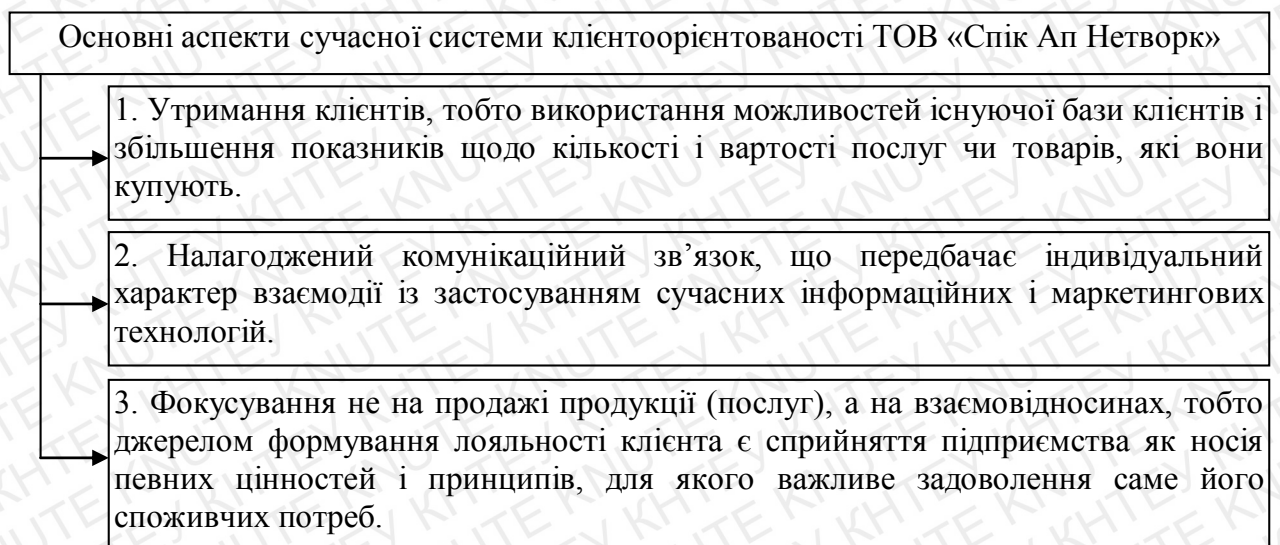 Основні аспекти сучасної системи клієнтоорієнтованості ТОВ «Спік Ап Нетворк»
1. Утримання клієнтів, тобто використання можливостей існуючої бази клієнтів і
збільшення показників щодо кількості і вартості послуг чи товарів, які вони
купують.
2. Налагоджений комунікаційний зв’язок, що передбачає індивідуальний
характер взаємодії із застосуванням сучасних інформаційних і маркетингових
технологій.
3. Фокусування не на продажі продукції (послуг), а на взаємовідносинах, тобто
джерелом формування лояльності клієнта є сприйняття підприємства як носія
певних цінностей і принципів, для якого важливе задоволення саме його
споживчих потреб.